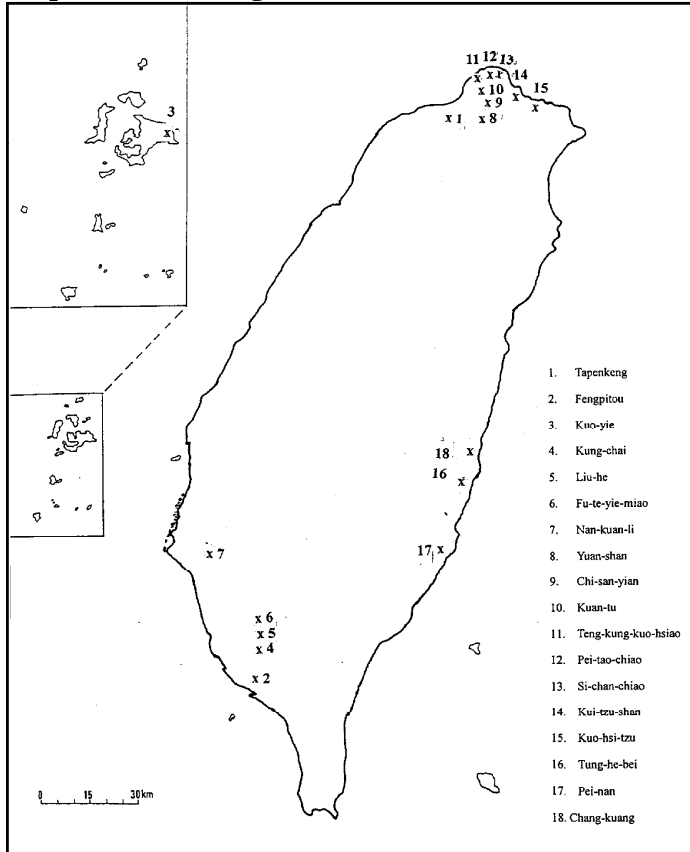 11 12 13
14
15
10
9
1 8
3
18
16
17
7
6
5
4
2
0 15 30km
1. Tapenkeng
2. Fengpitou
3. Kuo-yie
4. Kung-chai
5. Liu-he
6. Fu-te-yie-miao
7. Nan-kuan-li
8. Yuan-shan
9. Chi-san-yian
10. Kuan-tu
11. Teng-kung-kuo-hsiao
12. Pei-tao-chiao
13. Si-chan-chiao
14. Kui-tzu-shan
15. Kuo-hsi-tzu
16. Tung-he-bei
17. Pei-nan
18. Chang-kuang